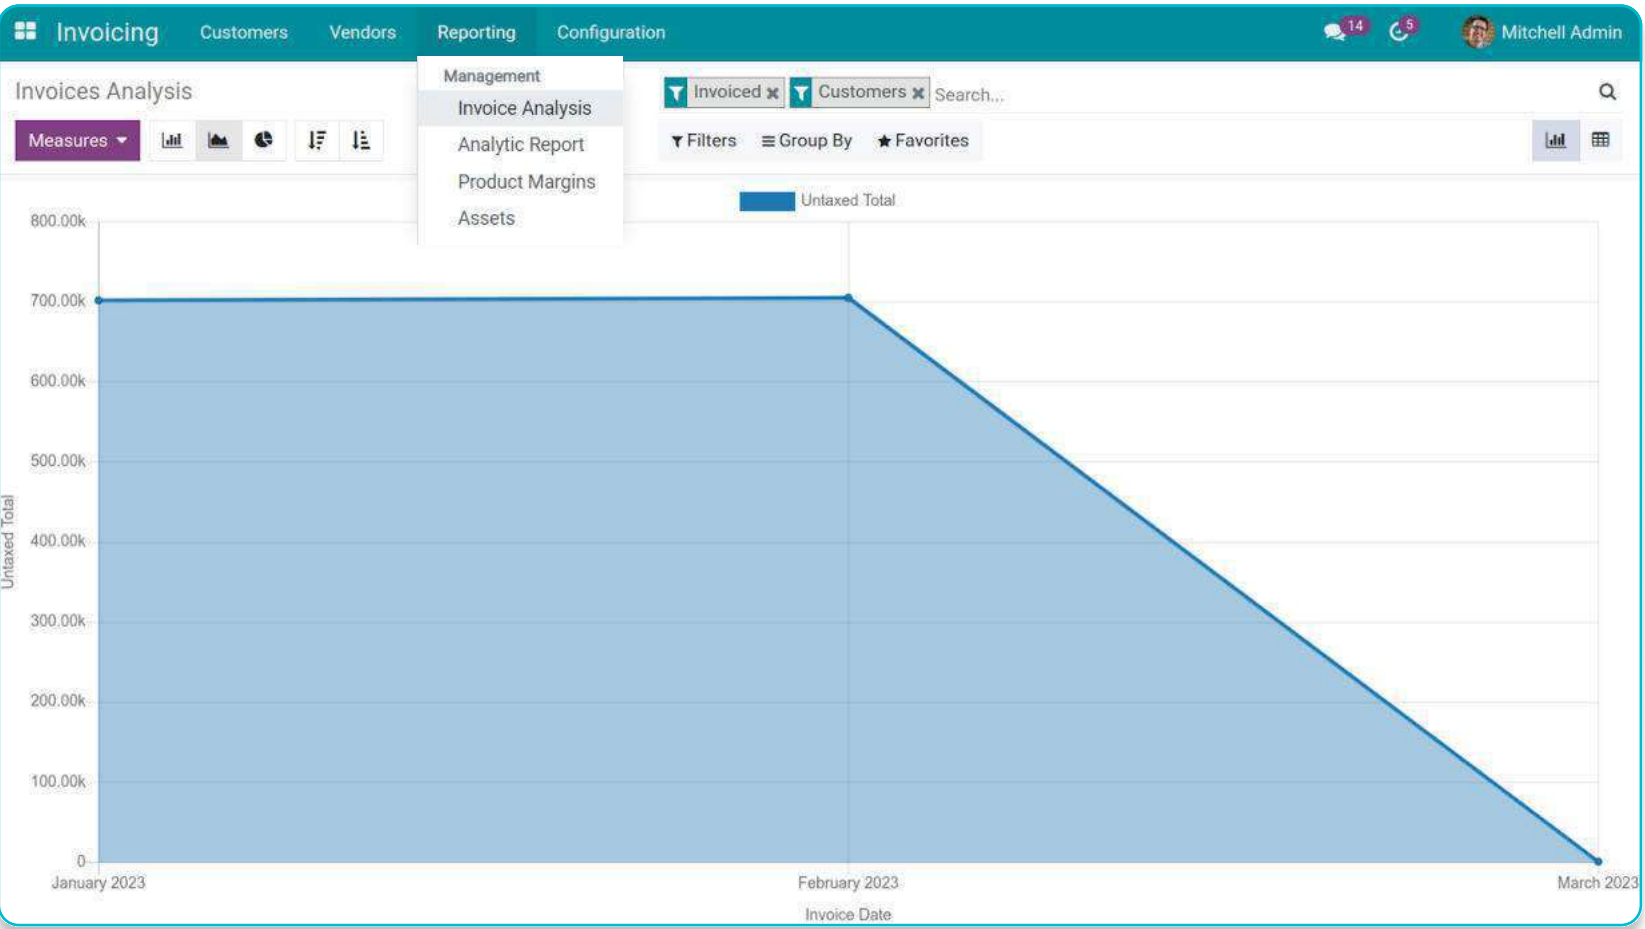 Invoicing Customers Vendors Reporting Configuration 14 5 Mitchell Admin
Management
Invoices Analysis Invoiced Customers Search...
Invoice Analysis
Measures Analytic Report Filters Group By Favorites
Product Margins
Assets
Untaxed Total
800.00k
700.00k
600.00k
500.00k
400.00k
300.00k
200.00k
100.00k
0
Untaxed Total
January 2023 February 2023 March 2023
Invoice Date